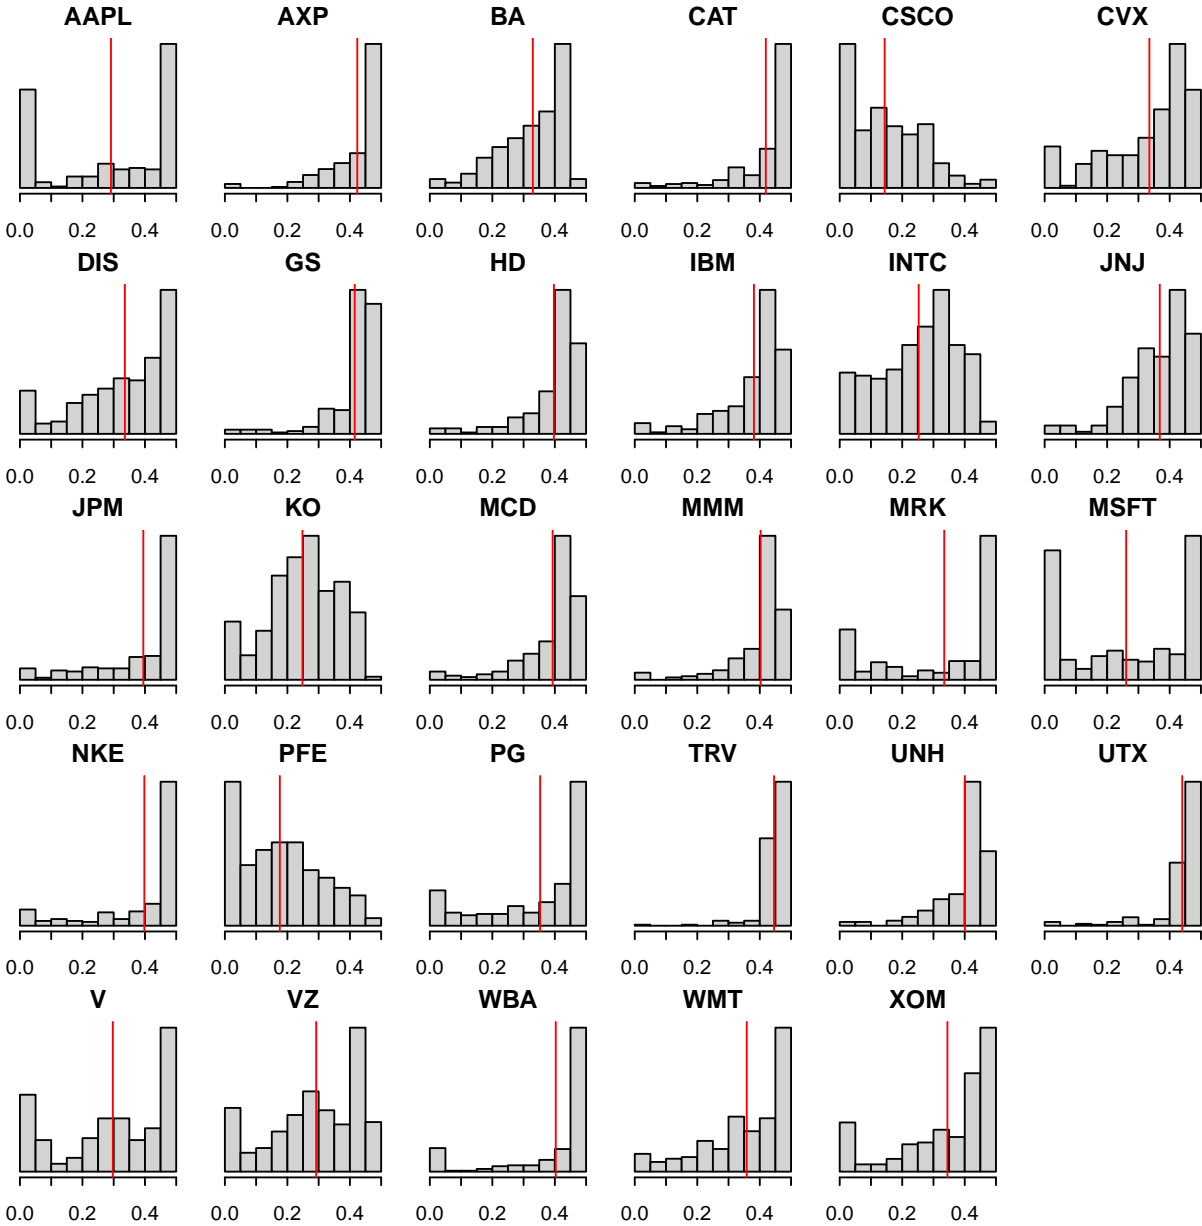 AAPL AXP BA CAT CSCO CVX
0.0 0.2 0.4 0.0 0.2 0.4 0.0 0.2 0.4 0.0 0.2 0.4 0.0 0.2 0.4 0.0 0.2 0.4
DIS GS HD IBM INTC JNJ
0.0 0.2 0.4 0.0 0.2 0.4 0.0 0.2 0.4 0.0 0.2 0.4 0.0 0.2 0.4 0.0 0.2 0.4
JPM KO MCD MMM MRK MSFT
0.0 0.2 0.4 0.0 0.2 0.4 0.0 0.2 0.4 0.0 0.2 0.4 0.0 0.2 0.4 0.0 0.2 0.4
NKE PFE PG TRV UNH UTX
0.0 0.2 0.4 0.0 0.2 0.4 0.0 0.2 0.4 0.0 0.2 0.4 0.0 0.2 0.4 0.0 0.2 0.4
V VZ WBA WMT XOM
0.0 0.2 0.4 0.0 0.2 0.4 0.0 0.2 0.4 0.0 0.2 0.4 0.0 0.2 0.4